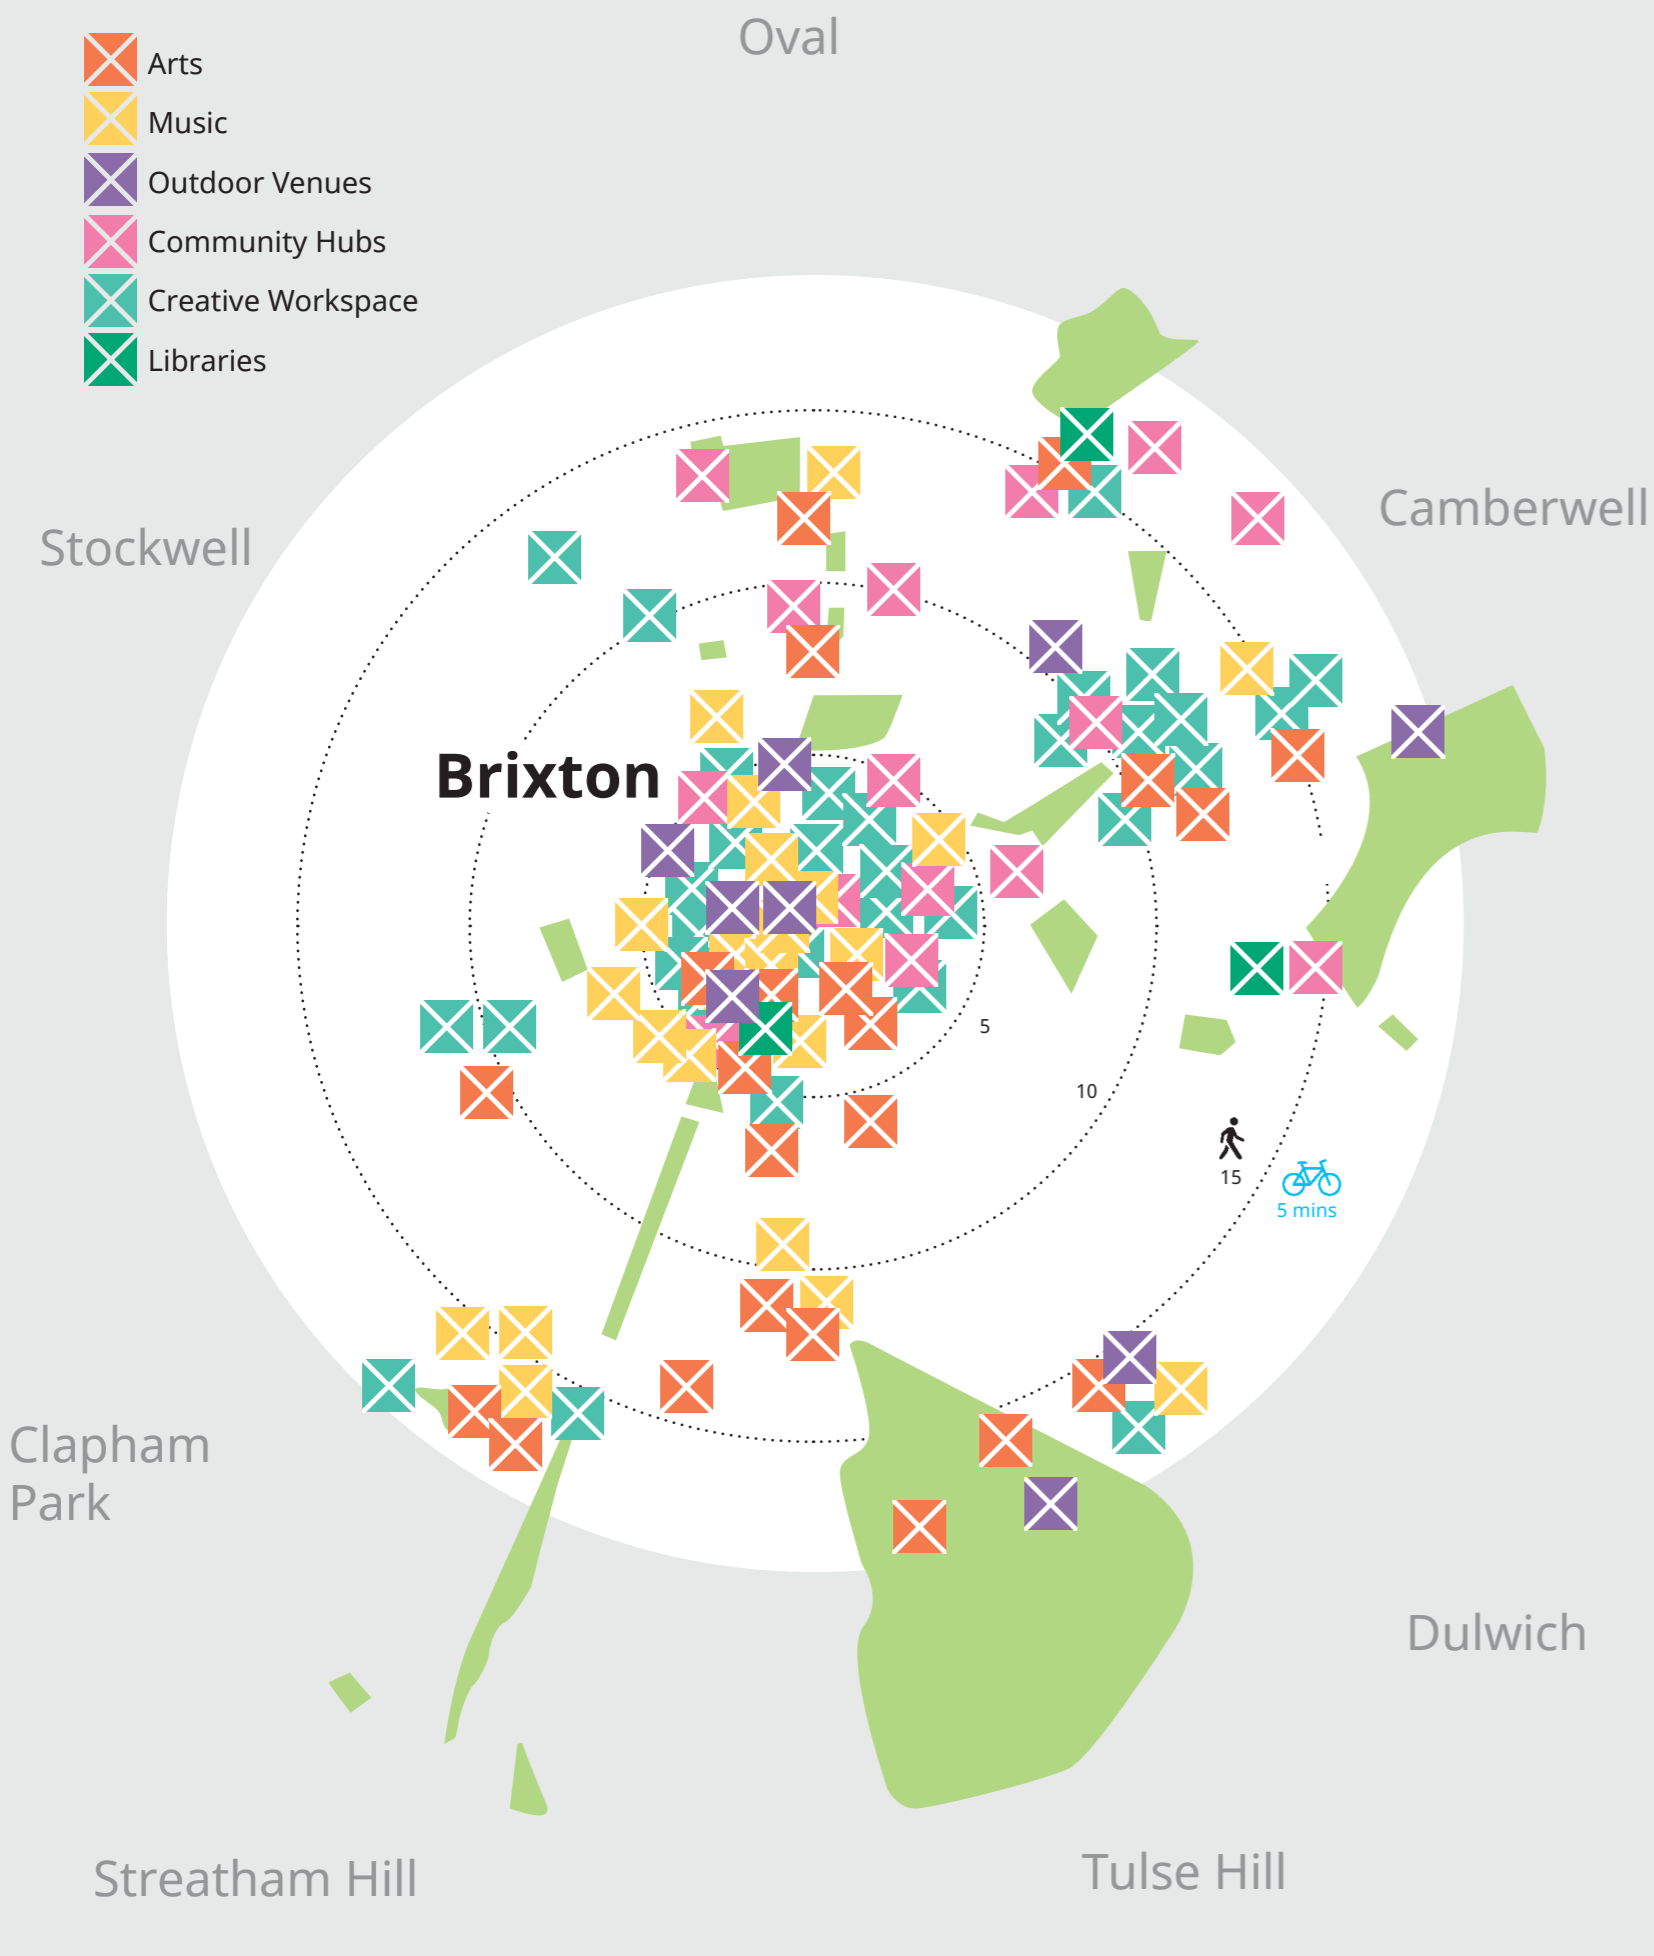 Oval
Arts
Music
Outdoor Venues
Community Hubs
Creative Workspace
Libraries
Camberwell
Stockwell
Brixton
5
10
15
5 mins
Clapham
Park
Dulwich
Tulse Hill
Streatham Hill